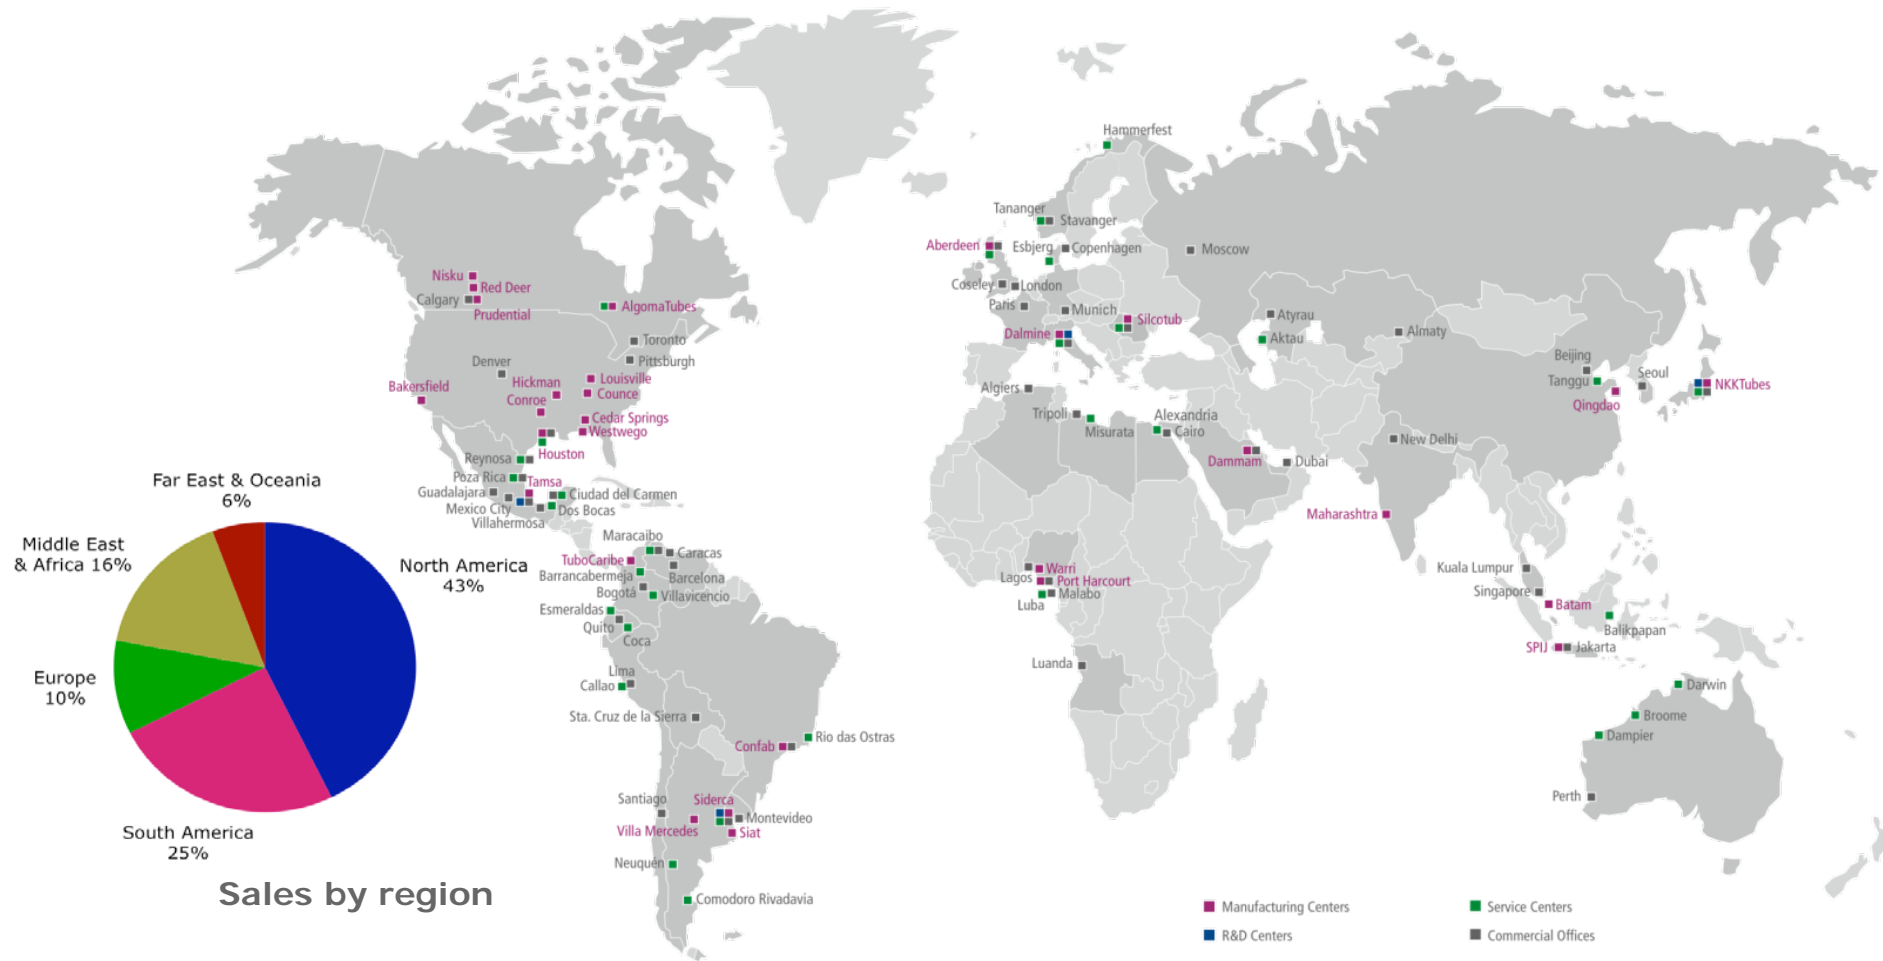 Hammerfest
Tananger
Stavanger
Aberdeen
Esbjerg
Copenhagen
Moscow
Nisku
Red Deer
Calgary
Prudential
AlgomaTubes
Coseley
London
Paris
Munich
Silcotub
Dalmine
Atyrau
Aktau
Almaty
Toronto
Pittsburgh
Denver
Hickman
Louisville
Bakersfield
Conroe
Counce
Cedar Springs
Westwego
Houston
Beijing
Tanggu
Seoul
NKKTubes
Qingdao
Algiers
Tripoli
Misurata
Alexandria
Cairo
Dammam
Dubai
New Delhi
Reynosa
Poza Rica
Tamsa
Guadalajara
Ciudad del Carmen
Mexico City
Dos Bocas
Villahermosa
Maharashtra
Far East & Oceania
6%
Middle East
& Africa 16%
North America
43%
Europe
10%
South America
25%
Sales by region
Maracaibo
Caracas
TuboCaribe
Barrancabermeja
Barcelona
Bogotá
Villavicencio
Esmeraldas
Quito
Coca
Lima
Callao
Sta. Cruz de la Sierra
Confab
Rio das Ostras
Santiago
Siderca
Montevideo
Villa Mercedes
Siat
Neuquén
Comodoro Rivadavia
Lagos
Warri
Port Harcourt
Malabo
Luba
Luanda
Kuala Lumpur
Singapore
Batam
Balikpapan
SPIJ
Jakarta
Darwin
Broome
Dampier
Perth
Manufacturing Centers
Service Centers
R&D Centers
Commercial Offices